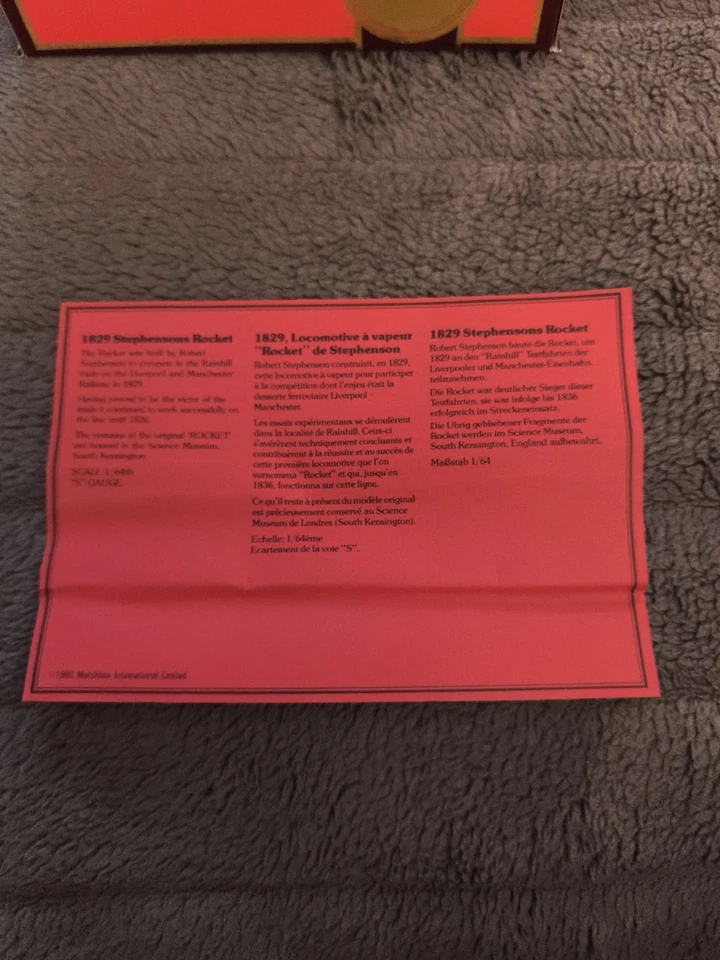 1829 Stephensons Rocket
The Rocket was built by Robert
Stephenson to compete in the Rainhill
trials on the Liverpool and Manchester
Railway in 1829.
Having proved to be the victor of the
trials it continued to work successfully on
the line until 1836.
The remains of the original 'ROCKET'
are housed in the Science Museum,
South Kensington.
SCALE 1/64th
"S" GAUGE
1829, Locomotive à vapeur
"Rocket" de Stephenson
Robert Stephenson construisit, en 1829,
cette locomotive à vapeur pour participer
à la compétition dont l'enjeu était la
desserte ferroviaire Liverpool –
Manchester.
Les essais expérimentaux se déroulèrent
dans la localité de Rainhill. Ceux-ci
s'avérèrent techniquement concluants et
contribuèrent à la réussite et au succès de
cette première locomotive que l'on
surnomma "Rocket" et qui, jusqu'en
1836, fonctionna sur cette ligne.
Ce qu'il reste à présent du modèle original
est précieusement conservé au Science
Museum de Londres (South Kensington).
Echelle: 1/64ème
Ecartement de la voie "S".
1829 Stephensons Rocket
Robert Stephenson baute die Rocket, um
1829 an den "Rainhill" Testfahrten der
Liverpooler und Manchester-Eisenbahn
teilzunehmen.
Die Rocket war deutlicher Sieger dieser
Testfahrten, sie war infolge bis 1836
erfolgreich im Streckeneinsatz.
Die Übrig gebliebener Fragmente der
Rocket werden im Science Museum,
South Kensington, England aufbewahrt.
Maßstab 1/64
Matchbox International Limited